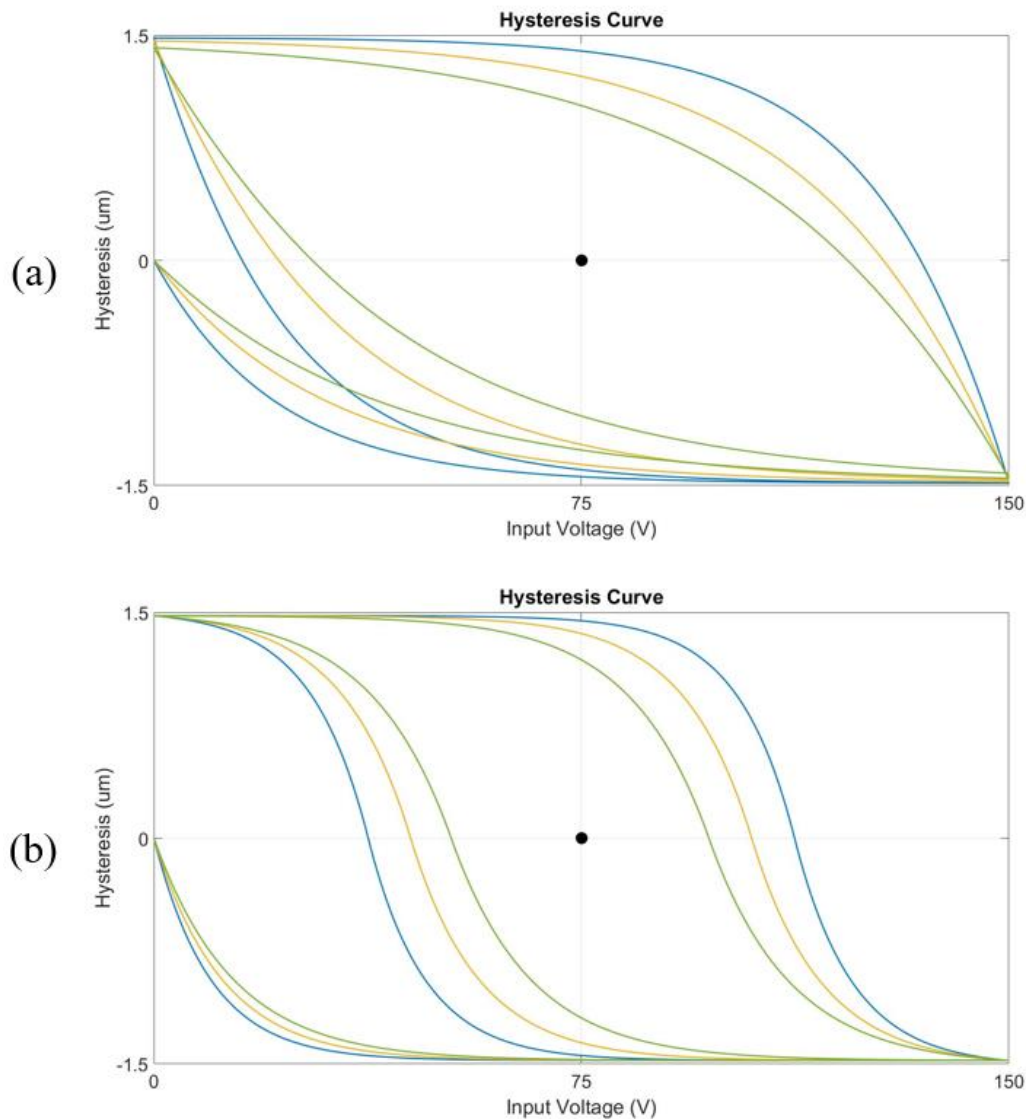 Hysteresis Curve
1.5
0
-1.5
Hysteresis (um)
0
75
150
Input Voltage (V)
(a)
Hysteresis Curve
1.5
0
-1.5
Hysteresis (um)
0
75
150
Input Voltage (V)
(b)